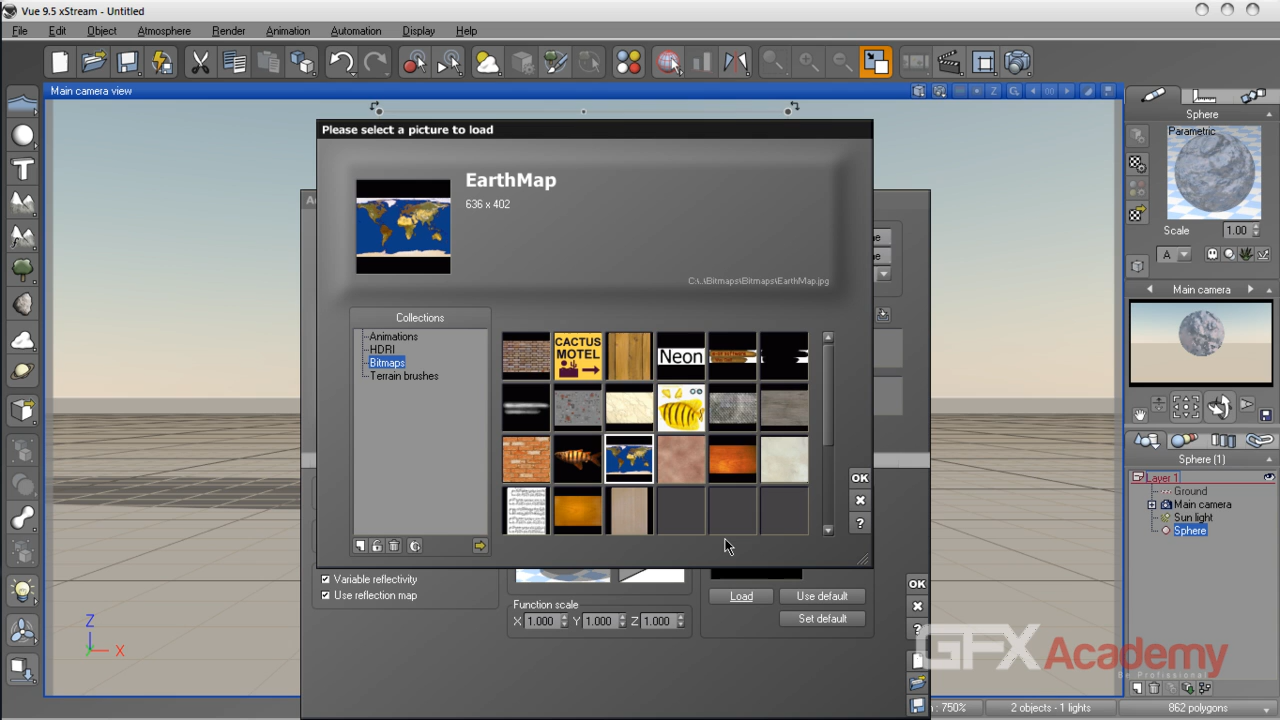 Vue 9.5 xStream - Untitled
File Edit Object Atmosphere Render Animation Automation Display Help
Main camera view
Please select a picture to load
EarthMap
636 x 402
C:\..\Bitmaps\Bitmaps\EarthMap.jpg
Collections
Animations
HDRI
Bitmaps
Terrain brushes
CACTUS
MOTEL
Neon
OK
?
Variable reflectivity
Use reflection map
Function scale
X 1.000 Y 1.000 Z 1.000
Load
Use default
Set default
OK
?
Sphere
Parametric
Scale 1.00
A
Main camera
Sphere (1)
Layer 1
Ground
Main camera
Sun light
Sphere
Z
X
GFXAcademy
Be Profissional
: 750%
2 objects - 1 lights
862 polygons